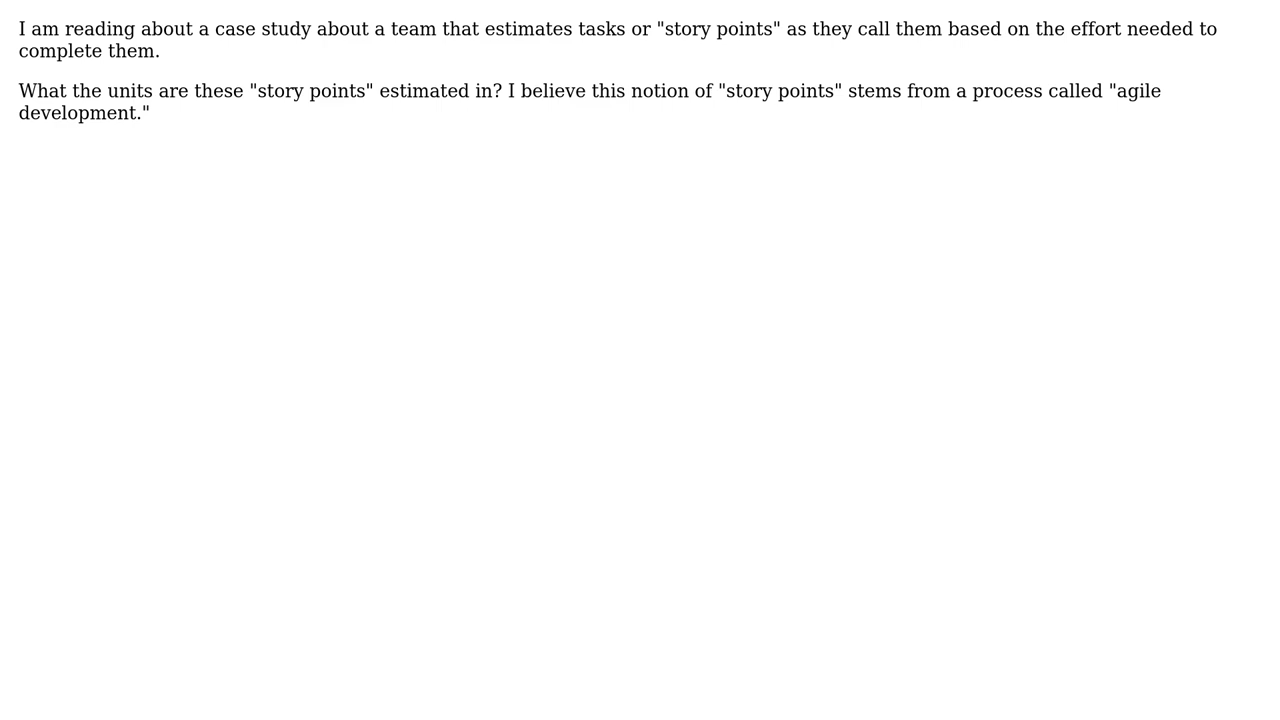 I am reading about a case study about a team that estimates tasks or "story points" as they call them based on the effort needed to
complete them.
What the units are these "story points" estimated in? I believe this notion of "story points" stems from a process called "agile
development."